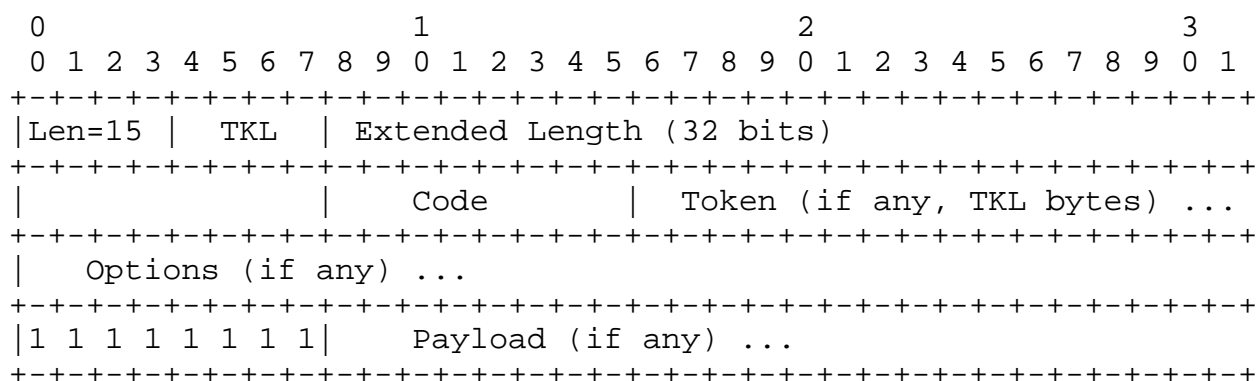 0                   1                   2                   3
 0 1 2 3 4 5 6 7 8 9 0 1 2 3 4 5 6 7 8 9 0 1 2 3 4 5 6 7 8 9 0 1
+-+-+-+-+-+-+-+-+-+-+-+-+-+-+-+-+-+-+-+-+-+-+-+-+-+-+-+-+-+-+-+-+
|Len=15 |  TKL  | Extended Length (32 bits)
+-+-+-+-+-+-+-+-+-+-+-+-+-+-+-+-+-+-+-+-+-+-+-+-+-+-+-+-+-+-+-+-+
|               |    Code       |  Token (if any, TKL bytes) ...
+-+-+-+-+-+-+-+-+-+-+-+-+-+-+-+-+-+-+-+-+-+-+-+-+-+-+-+-+-+-+-+-+
|   Options (if any) ...
+-+-+-+-+-+-+-+-+-+-+-+-+-+-+-+-+-+-+-+-+-+-+-+-+-+-+-+-+-+-+-+-+
|1 1 1 1 1 1 1 1|    Payload (if any) ...
+-+-+-+-+-+-+-+-+-+-+-+-+-+-+-+-+-+-+-+-+-+-+-+-+-+-+-+-+-+-+-+-+